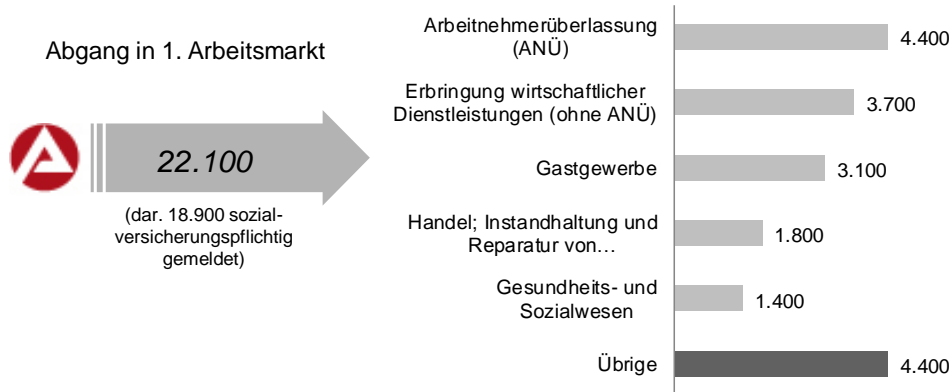 Abgang in 1. Arbeitsmarkt
22.100
(dar. 18.900 sozial-
versicherungspflichtig
gemeldet)
Arbeitnehmerüberlassung
(ANÜ)
4.400
Erbringung wirtschaftlicher
Dienstleistungen (ohne ANÜ)
3.700
Gastgewerbe
3.100
Handel; Instandhaltung und
Reparatur von…
1.800
Gesundheits- und
Sozialwesen
1.400
Übrige
4.400